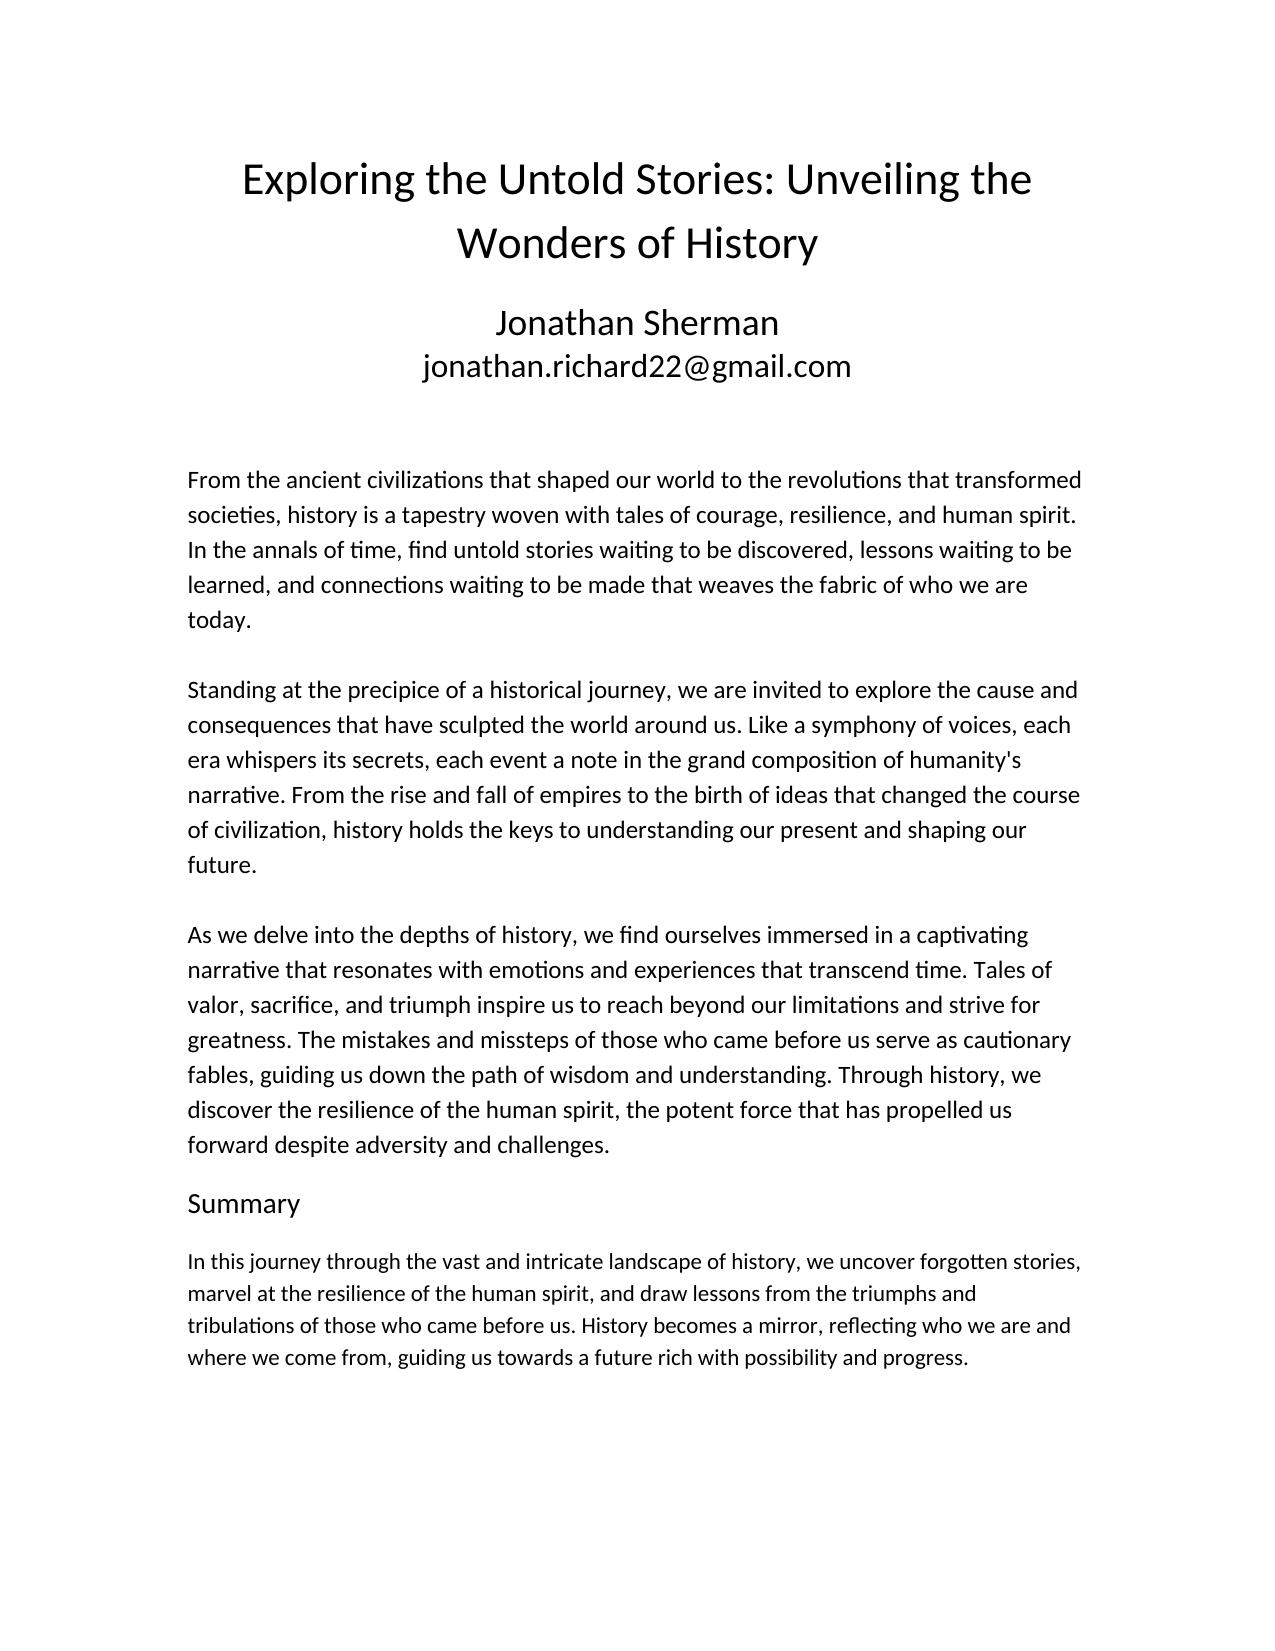 Exploring the Untold Stories: Unveiling the
Wonders of History
Jonathan Sherman
jonathan.richard22@gmail.com
From the ancient civilizations that shaped our world to the revolutions that transformed
societies, history is a tapestry woven with tales of courage, resilience, and human spirit.
In the annals of time, find untold stories waiting to be discovered, lessons waiting to be
learned, and connections waiting to be made that weaves the fabric of who we are
today.
Standing at the precipice of a historical journey, we are invited to explore the cause and
consequences that have sculpted the world around us. Like a symphony of voices, each
era whispers its secrets, each event a note in the grand composition of humanity's
narrative. From the rise and fall of empires to the birth of ideas that changed the course
of civilization, history holds the keys to understanding our present and shaping our
future.
As we delve into the depths of history, we find ourselves immersed in a captivating
narrative that resonates with emotions and experiences that transcend time. Tales of
valor, sacrifice, and triumph inspire us to reach beyond our limitations and strive for
greatness. The mistakes and missteps of those who came before us serve as cautionary
fables, guiding us down the path of wisdom and understanding. Through history, we
discover the resilience of the human spirit, the potent force that has propelled us
forward despite adversity and challenges.
Summary
In this journey through the vast and intricate landscape of history, we uncover forgotten stories,
marvel at the resilience of the human spirit, and draw lessons from the triumphs and
tribulations of those who came before us. History becomes a mirror, reflecting who we are and
where we come from, guiding us towards a future rich with possibility and progress.